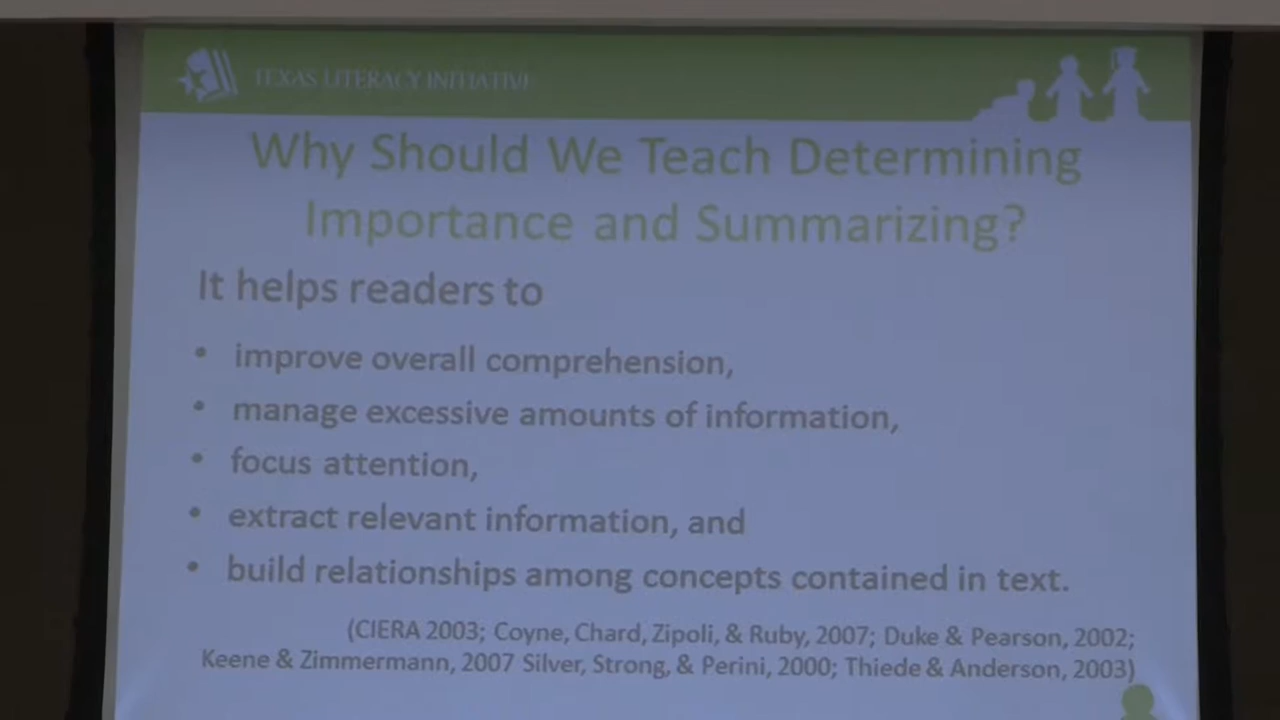 TEXAS LITERACY INITIATIVE
Why Should We Teach Determining
Importance and Summarizing?
It helps readers to
• improve overall comprehension,
• manage excessive amounts of information,
• focus attention,
• extract relevant information, and
• build relationships among concepts contained in text.
(CIERA 2003; Coyne, Chard, Zipoli, & Ruby, 2007; Duke & Pearson, 2002;
Keene & Zimmermann, 2007 Silver, Strong, & Perini, 2000; Thiede & Anderson, 2003)